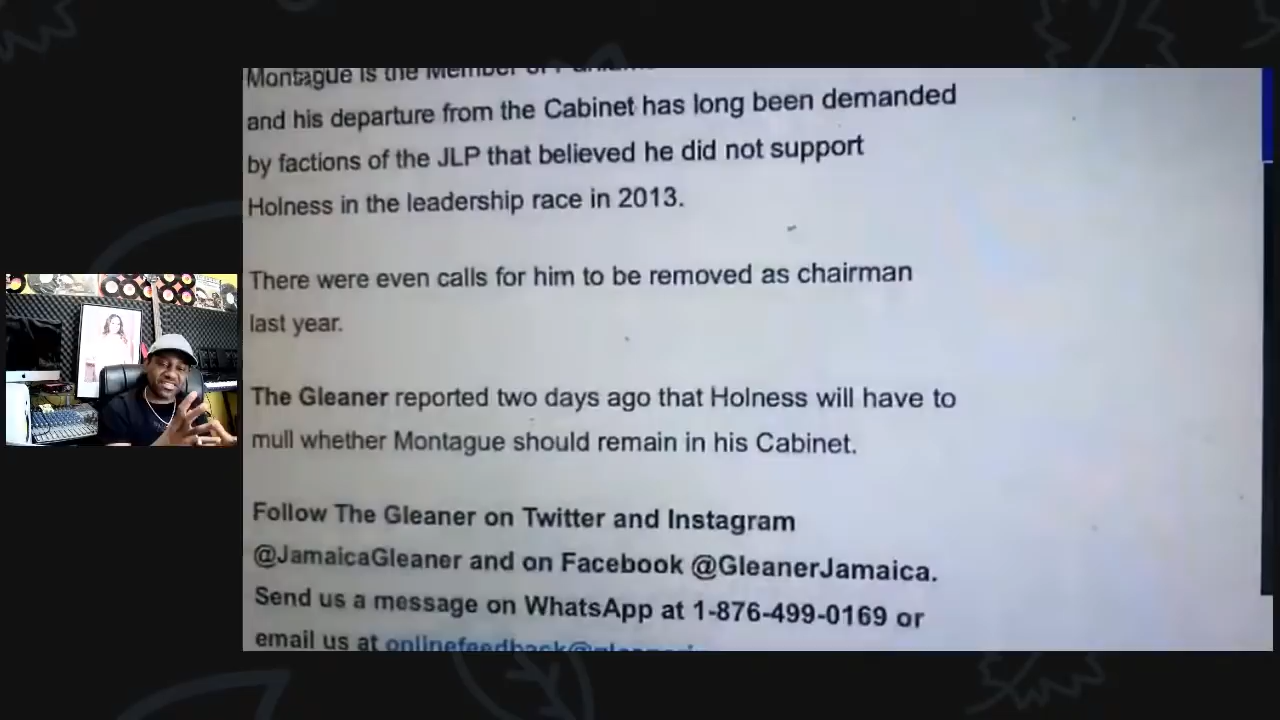 Montague is the Member of
and his departure from the Cabinet has long been demanded
by factions of the JLP that believed he did not support
Holness in the leadership race in 2013.
There were even calls for him to be removed as chairman
last year.
The Gleaner reported two days ago that Holness will have to
mull whether Montague should remain in his Cabinet.
Follow The Gleaner on Twitter and Instagram
@JamaicaGleaner and on Facebook @GleanerJamaica.
Send us a message on WhatsApp at 1-876-499-0169 or
email us at